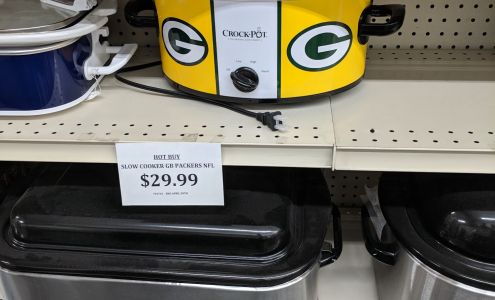 G
CROCK·POT
G
HOT BUY
SLOW COOKER GB PACKERS NFL
$29.99